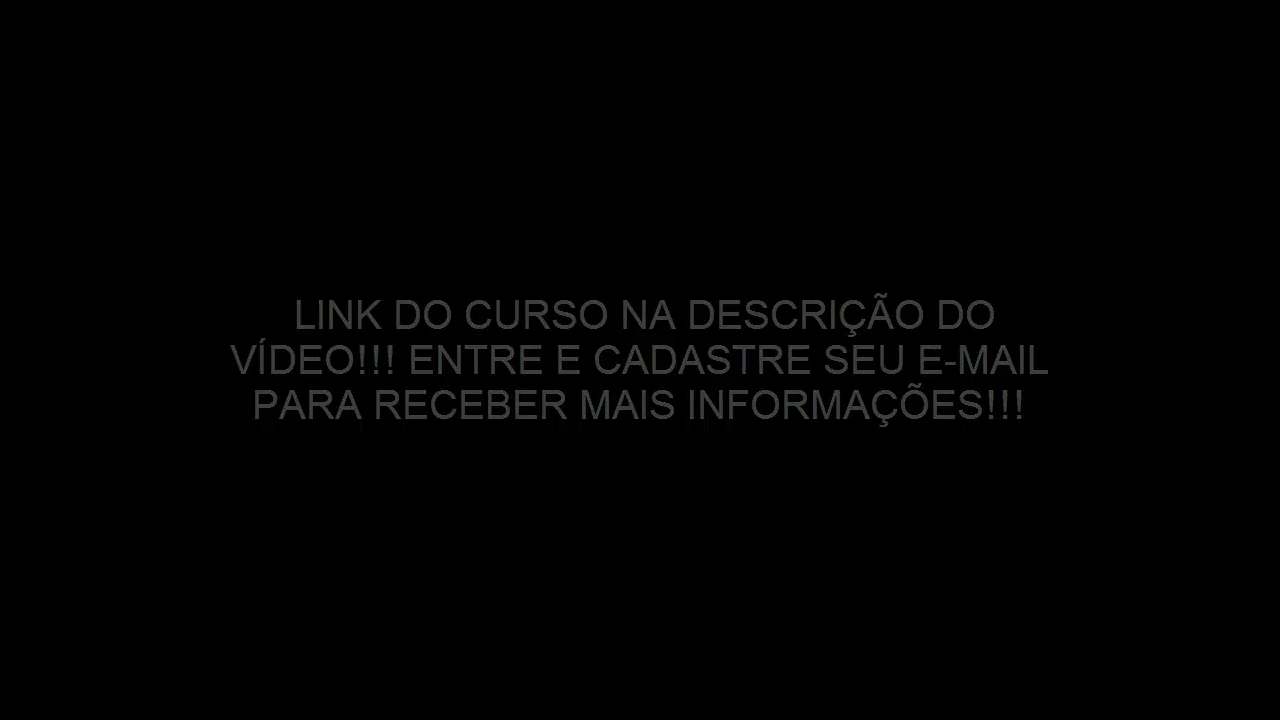 LINK DO CURSO NA DESCRIÇÃO DO
VÍDEO!!! ENTRE E CADASTRE SEU E-MAIL
PARA RECEBER MAIS INFORMAÇÕES!!!